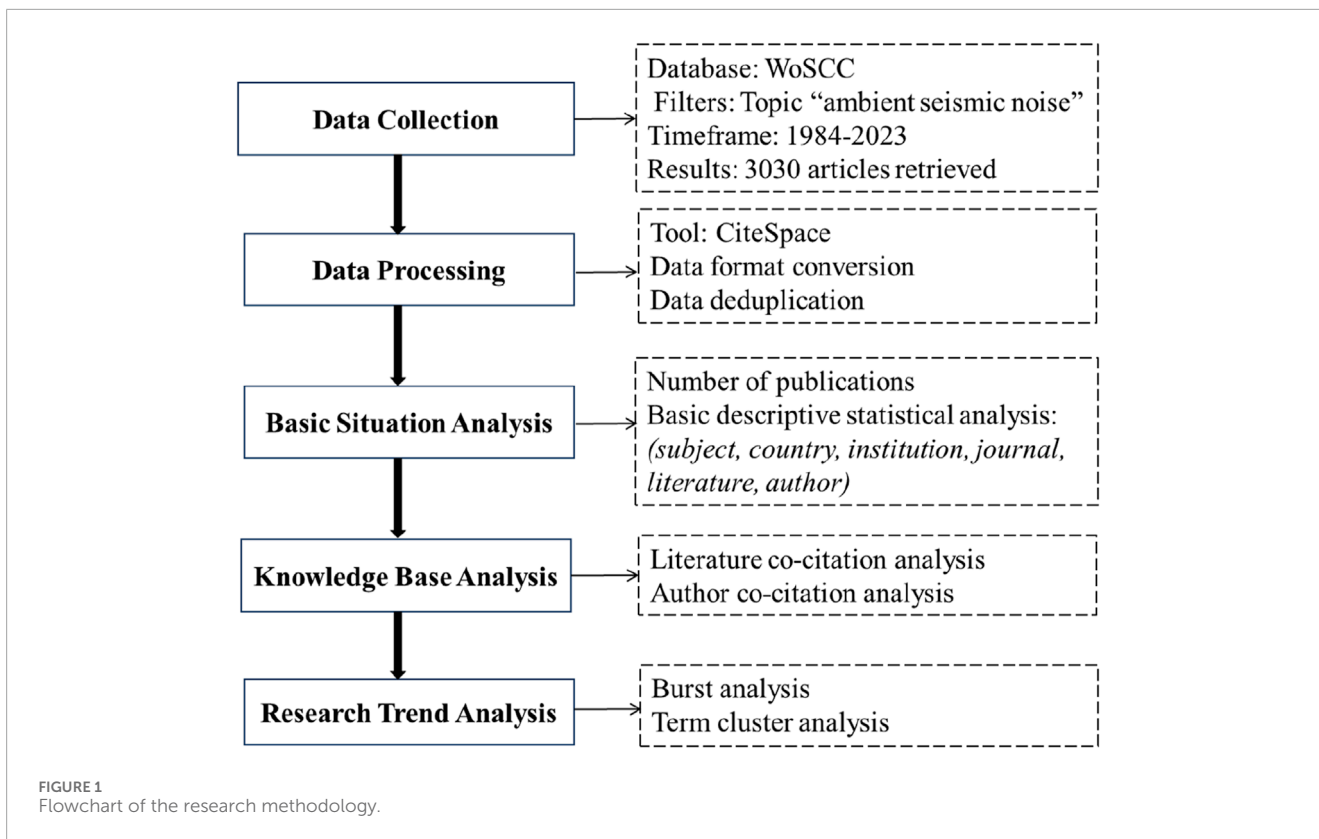 Data Collection
Database: WoSCC
Filters: Topic “ambient seismic noise”
Timeframe: 1984-2023
Results: 3030 articles retrieved
Data Processing
Tool: CiteSpace
Data format conversion
Data deduplication
Basic Situation Analysis
Number of publications
Basic descriptive statistical analysis:
(subject, country, institution, journal,
literature, author)
Knowledge Base Analysis
Literature co-citation analysis
Author co-citation analysis
Research Trend Analysis
Burst analysis
Term cluster analysis
FIGURE 1
Flowchart of the research methodology.